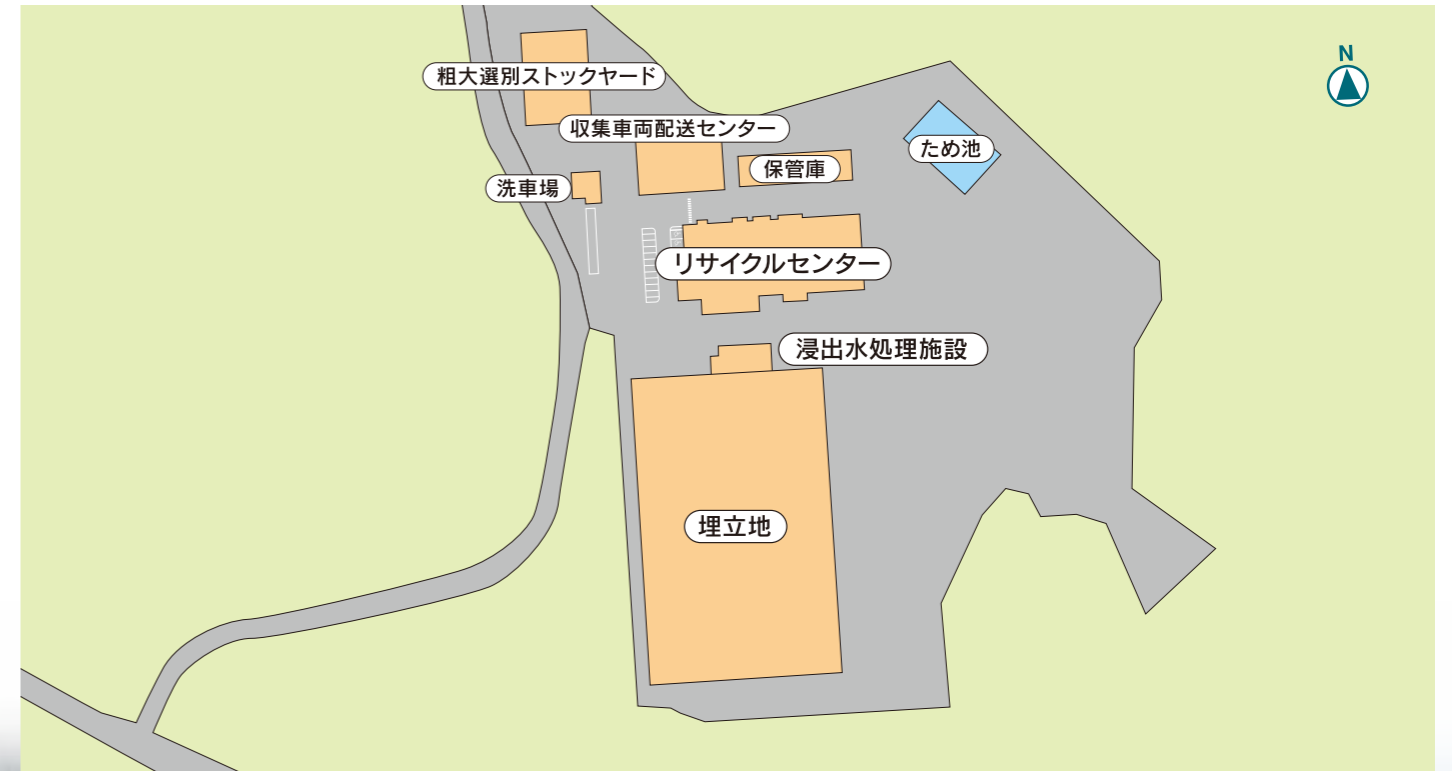 N
粗大選別ストックヤード
収集車両配送センター
ため池
保管庫
洗車場
リサイクルセンター
浸出水処理施設
埋立地